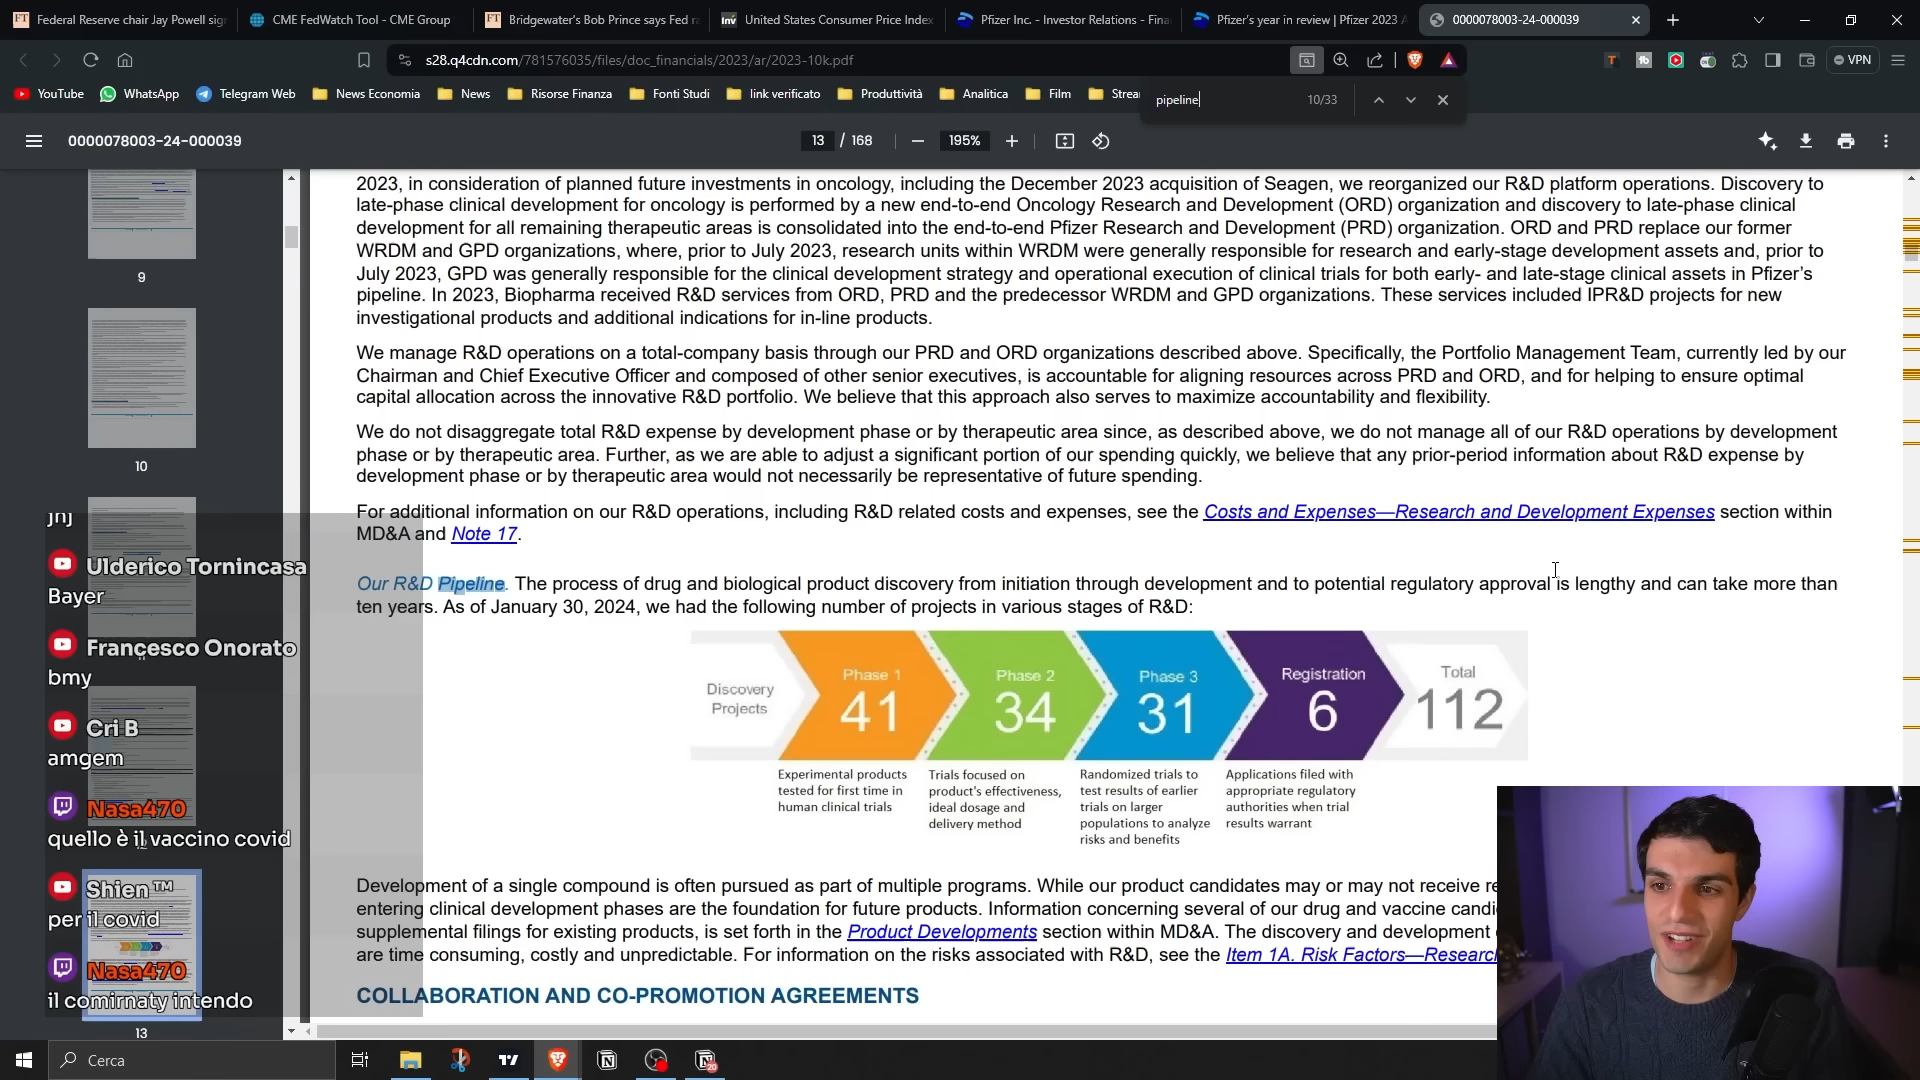 Federal Reserve chair Jay Powell sig
CME FedWatch Tool - CME Group
Bridgewater's Bob Prince says Fed ra
United States Consumer Price Index
Pfizer Inc. - Investor Relations - Fina
Pfizer's year in review | Pfizer 2023 A
0000078003-24-000039
s28.q4cdn.com/781576035/files/doc_financials/2023/ar/2023-10k.pdf
VPN
YouTube
WhatsApp
Telegram Web
News Economia
News
Risorse Finanza
Fonti Studi
link verificato
Produttività
Analitica
Film
Strea
pipeline
10/33
0000078003-24-000039
13 / 168
195%
9
10
13
2023, in consideration of planned future investments in oncology, including the December 2023 acquisition of Seagen, we reorganized our R&D platform operations. Discovery to
late-phase clinical development for oncology is performed by a new end-to-end Oncology Research and Development (ORD) organization and discovery to late-phase clinical
development for all remaining therapeutic areas is consolidated into the end-to-end Pfizer Research and Development (PRD) organization. ORD and PRD replace our former
WRDM and GPD organizations, where, prior to July 2023, research units within WRDM were generally responsible for research and early-stage development assets and, prior to
July 2023, GPD was generally responsible for the clinical development strategy and operational execution of clinical trials for both early- and late-stage clinical assets in Pfizer's
pipeline. In 2023, Biopharma received R&D services from ORD, PRD and the predecessor WRDM and GPD organizations. These services included IPR&D projects for new
investigational products and additional indications for in-line products.
We manage R&D operations on a total-company basis through our PRD and ORD organizations described above. Specifically, the Portfolio Management Team, currently led by our
Chairman and Chief Executive Officer and composed of other senior executives, is accountable for aligning resources across PRD and ORD, and for helping to ensure optimal
capital allocation across the innovative R&D portfolio. We believe that this approach also serves to maximize accountability and flexibility.
We do not disaggregate total R&D expense by development phase or by therapeutic area since, as described above, we do not manage all of our R&D operations by development
phase or by therapeutic area. Further, as we are able to adjust a significant portion of our spending quickly, we believe that any prior-period information about R&D expense by
development phase or by therapeutic area would not necessarily be representative of future spending.
For additional information on our R&D operations, including R&D related costs and expenses, see the Costs and Expenses—Research and Development Expenses section within
MD&A and Note 17.
Our R&D Pipeline. The process of drug and biological product discovery from initiation through development and to potential regulatory approval is lengthy and can take more than
ten years. As of January 30, 2024, we had the following number of projects in various stages of R&D:
Discovery
Projects
Phase 1
41
Phase 2
34
Phase 3
31
Registration
6
Total
112
Experimental products
tested for first time in
human clinical trials
Trials focused on
product's effectiveness,
ideal dosage and
delivery method
Randomized trials to
test results of earlier
trials on larger
populations to analyze
risks and benefits
Applications filed with
appropriate regulatory
authorities when trial
results warrant
Development of a single compound is often pursued as part of multiple programs. While our product candidates may or may not receive re
entering clinical development phases are the foundation for future products. Information concerning several of our drug and vaccine candi
supplemental filings for existing products, is set forth in the Product Developments section within MD&A. The discovery and development
are time consuming, costly and unpredictable. For information on the risks associated with R&D, see the Item 1A. Risk Factors—Research
COLLABORATION AND CO-PROMOTION AGREEMENTS
jnj
Ulderico Tornincasa
Bayer
Francesco Onorato
bmy
Cri B
amgem
Nasa470
quello è il vaccino covid
Shien™
per il covid
Nasa470
il comirnaty intendo
Cerca